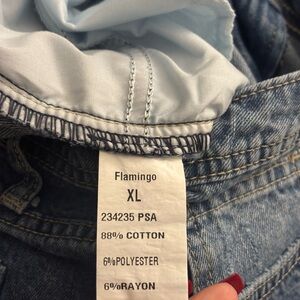 Flamingo
XL
234235 PSA
88% COTTON
6%POLYESTER
6%RAYON